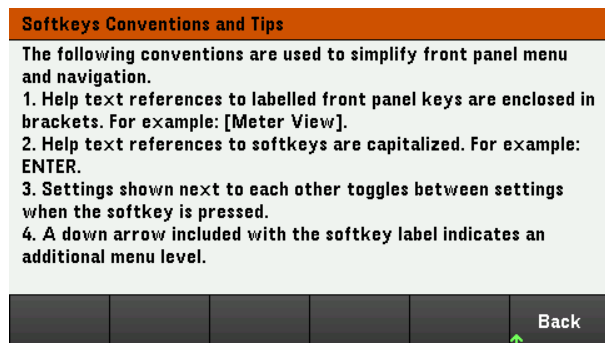 Softkeys Conventions and Tips
The following conventions are used to simplify front panel menu
and navigation.
1. Help text references to labelled front panel keys are enclosed in
brackets. For example: [Meter View].
2. Help text references to softkeys are capitalized. For example:
ENTER.
3. Settings shown next to each other toggles between settings
when the softkey is pressed.
4. A down arrow included with the softkey label indicates an
additional menu level.
Back